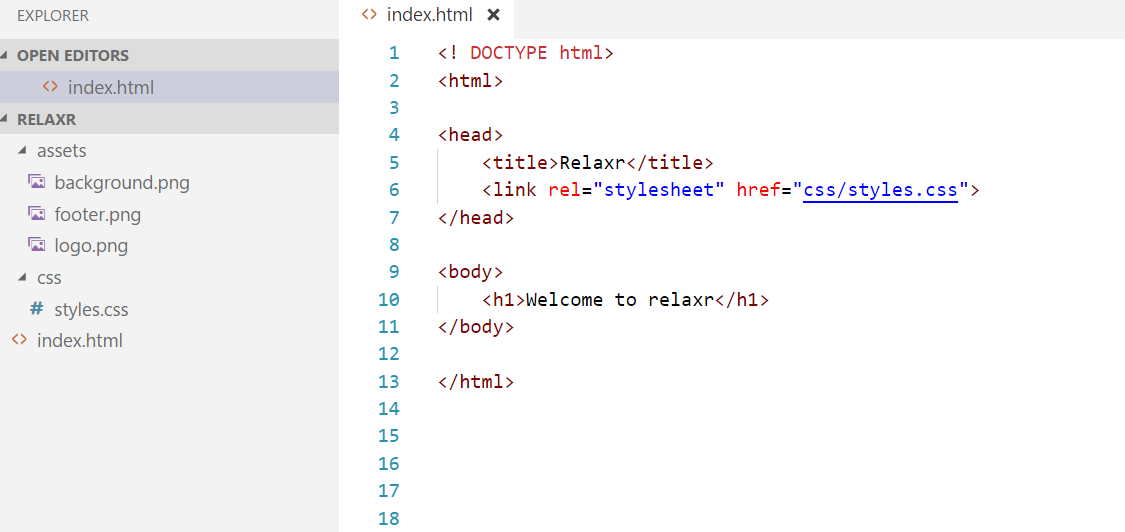 EXPLORER
OPEN EDITORS
index.html
RELAXR
assets
background.png
footer.png
logo.png
css
# styles.css
index.html
index.html ×
1 <! DOCTYPE html>
2 <html>
3
4 <head>
5 <title>Relaxr</title>
6 <link rel="stylesheet" href="css/styles.css">
7 </head>
8
9 <body>
10 <h1>Welcome to relaxr</h1>
11 </body>
12
13 </html>
14
15
16
17
18